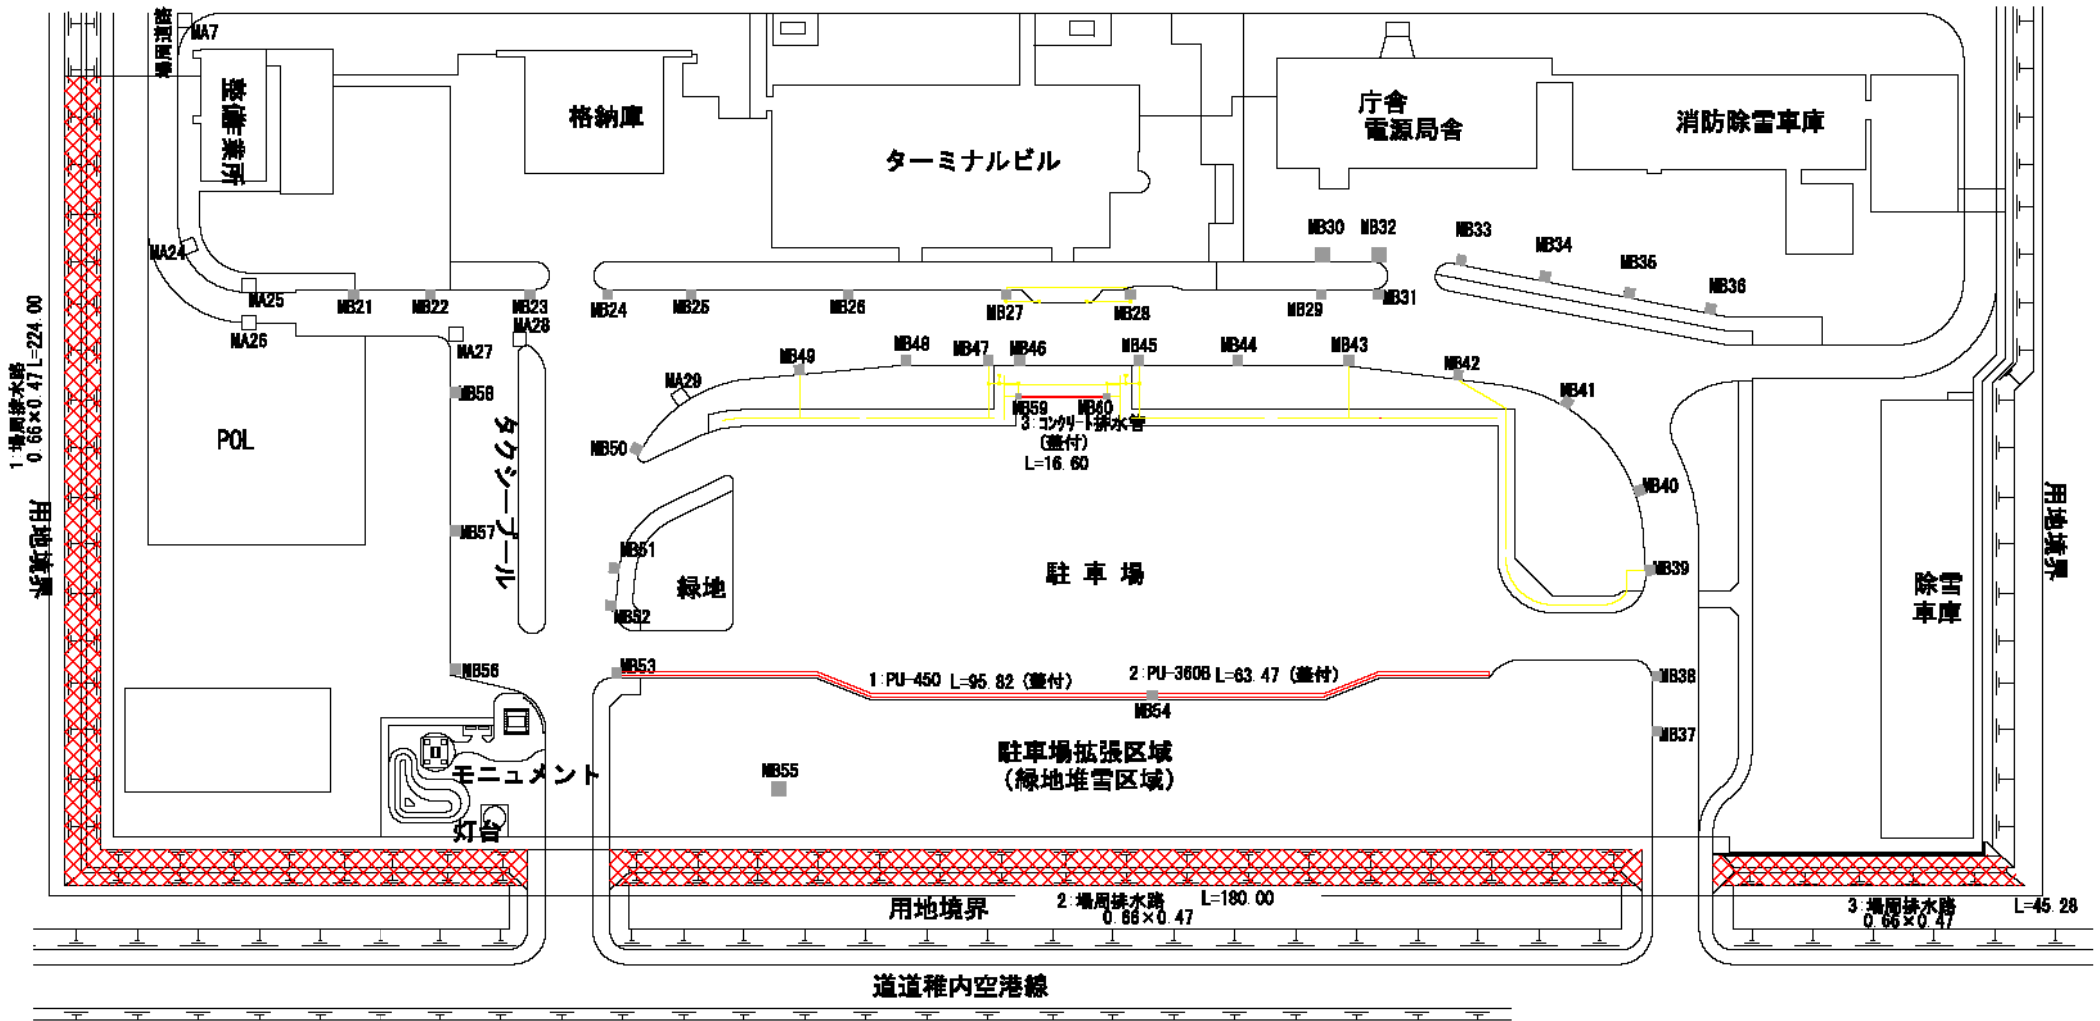 場周道路
MA7
整備作業所
格納庫
ターミナルビル
庁舎
電源局舎
消防除雪車庫
MA24
MA25
MA26
MB21
MB22
MB23
MA28
MA27
MB24
MB25
MB26
MB27
MB28
MB29
MB30
MB31
MB32
MB33
MB34
MB35
MB36
1:場周排水路
0.66×0.47 L=224.00
用地境界
POL
MB58
MB57
MB56
タクシープール
MA29
MB49
MB48
MB47
MB46
MB45
MB44
MB43
MB42
MB41
MB40
MB39
MB50
MB59
MB60
3:コンクリート排水管
(蓋付)
L=16.60
MB51
MB52
緑地
駐車場
除雪
車庫
用地境界
MB53
1:PU-450 L=95.82 (蓋付)
2:PU-360B L=63.47 (蓋付)
MB54
MB38
MB37
駐車場拡張区域
(緑地堆雪区域)
MB55
モニュメント
灯台
用地境界
2:場周排水路 L=180.00
0.66×0.47
3:場周排水路 L=45.28
0.66×0.47
道道稚内空港線